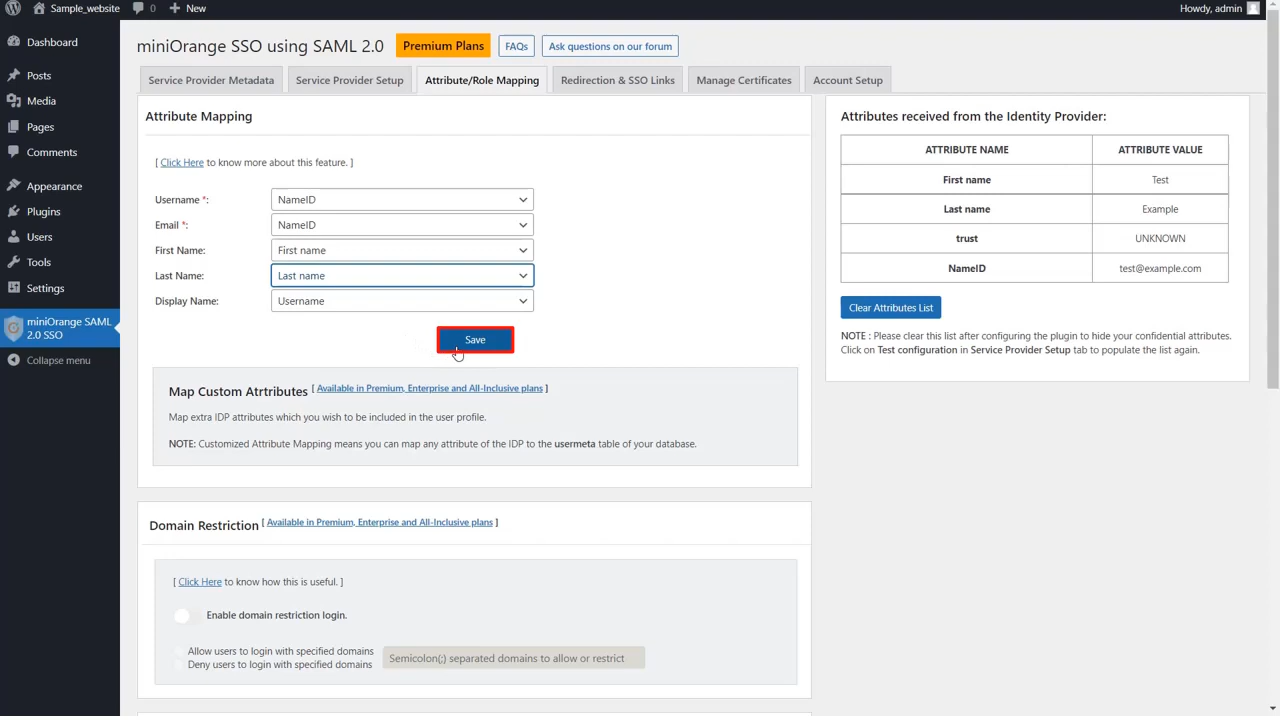 Sample_website
0
New
Howdy, admin
Dashboard
Posts
Media
Pages
Comments
Appearance
Plugins
Users
Tools
Settings
miniOrange SAML
2.0 SSO
Collapse menu
miniOrange SSO using SAML 2.0
Premium Plans
FAQs
Ask questions on our forum
Service Provider Metadata
Service Provider Setup
Attribute/Role Mapping
Redirection & SSO Links
Manage Certificates
Account Setup
Attribute Mapping
[ Click Here to know more about this feature. ]
Username *: NameID
Email *: NameID
First Name: First name
Last Name: Last name
Display Name: Username
Save
Map Custom Atrtributes [ Available in Premium, Enterprise and All-Inclusive plans ]
Map extra IDP attributes which you wish to be included in the user profile.
NOTE: Customized Attribute Mapping means you can map any attribute of the IDP to the usermeta table of your database.
Domain Restriction [ Available in Premium, Enterprise and All-Inclusive plans ]
[ Click Here to know how this is useful. ]
Enable domain restriction login.
Allow users to login with specified domains
Deny users to login with specified domains
Semicolon(;) separated domains to allow or restrict
Attributes received from the Identity Provider:
ATTRIBUTE NAME ATTRIBUTE VALUE
First name Test
Last name Example
trust UNKNOWN
NameID test@example.com
Clear Attributes List
NOTE : Please clear this list after configuring the plugin to hide your confidential attributes.
Click on Test configuration in Service Provider Setup tab to populate the list again.